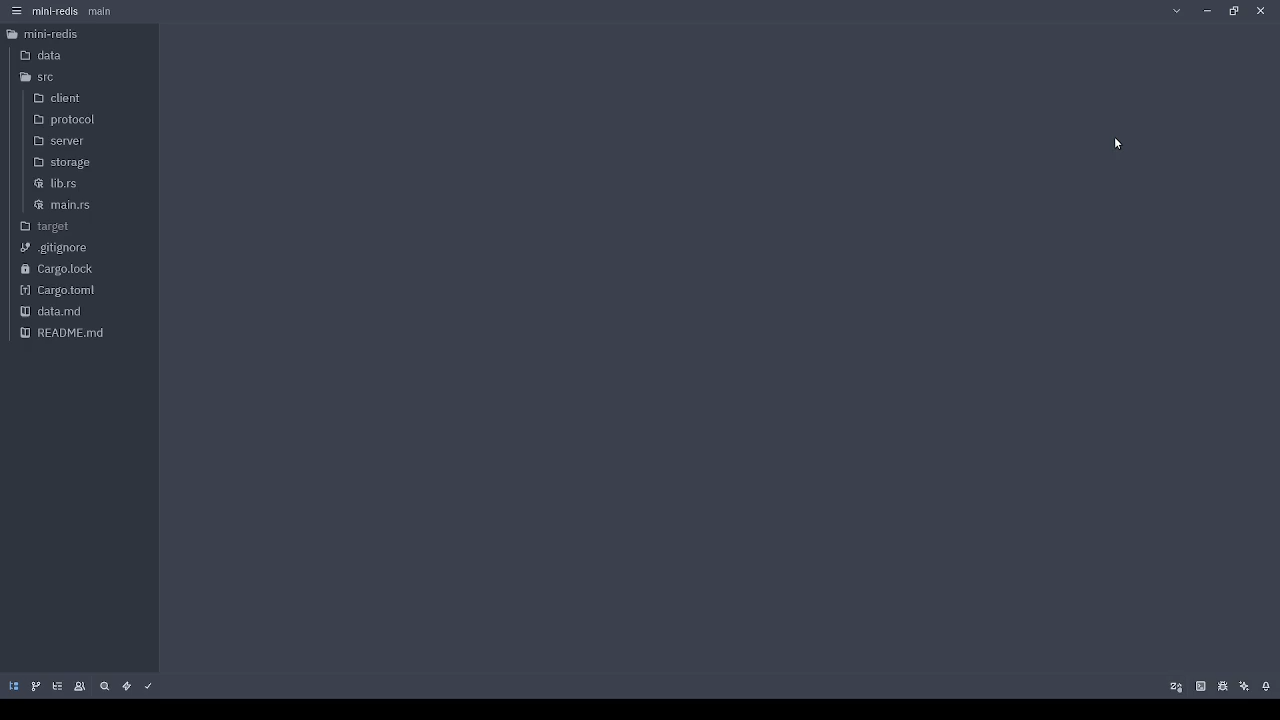 mini-redis main
mini-redis
data
src
client
protocol
server
storage
lib.rs
main.rs
target
.gitignore
Cargo.lock
Cargo.toml
data.md
README.md